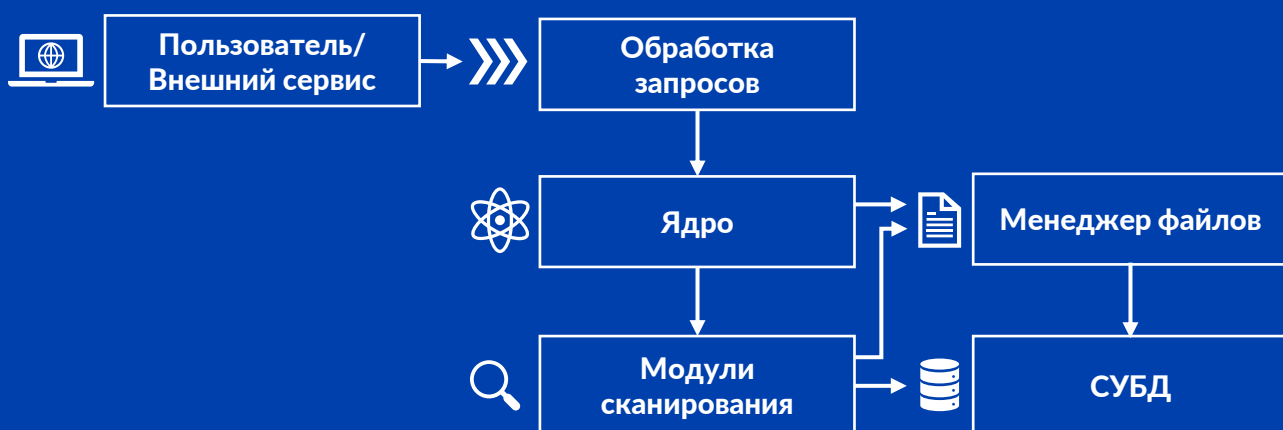 Пользователь/
Внешний сервис
Обработка
запросов
Ядро
Менеджер файлов
Модули
сканирования
СУБД